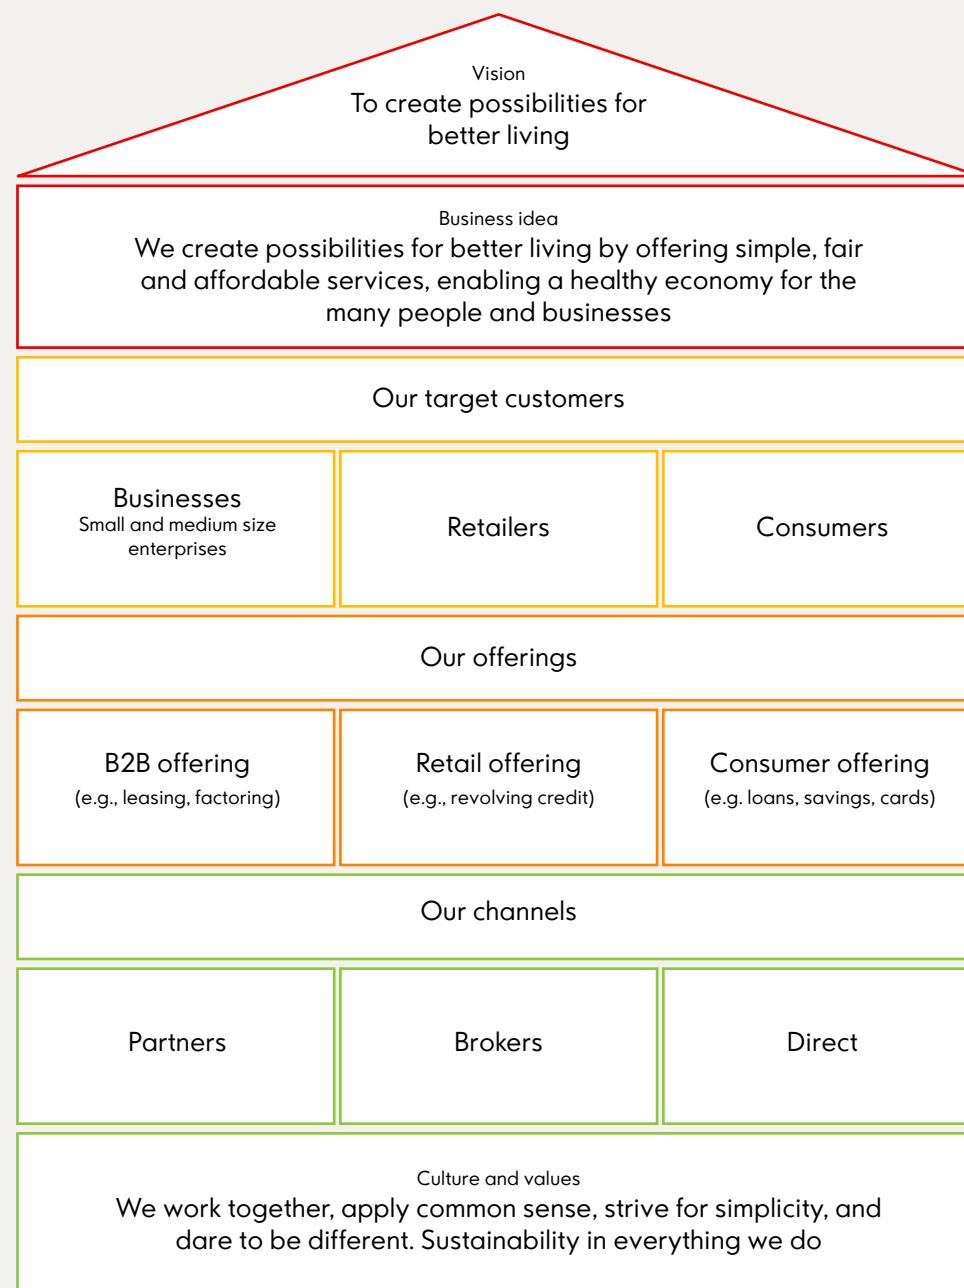 Vision
To create possibilities for
better living
Business idea
We create possibilities for better living by offering simple, fair
and affordable services, enabling a healthy economy for the
many people and businesses
Our target customers
Businesses
Small and medium size
enterprises
Retailers
Consumers
Our offerings
B2B offering
(e.g., leasing, factoring)
Retail offering
(e.g., revolving credit)
Consumer offering
(e.g. loans, savings, cards)
Our channels
Partners
Brokers
Direct
Culture and values
We work together, apply common sense, strive for simplicity, and
dare to be different. Sustainability in everything we do